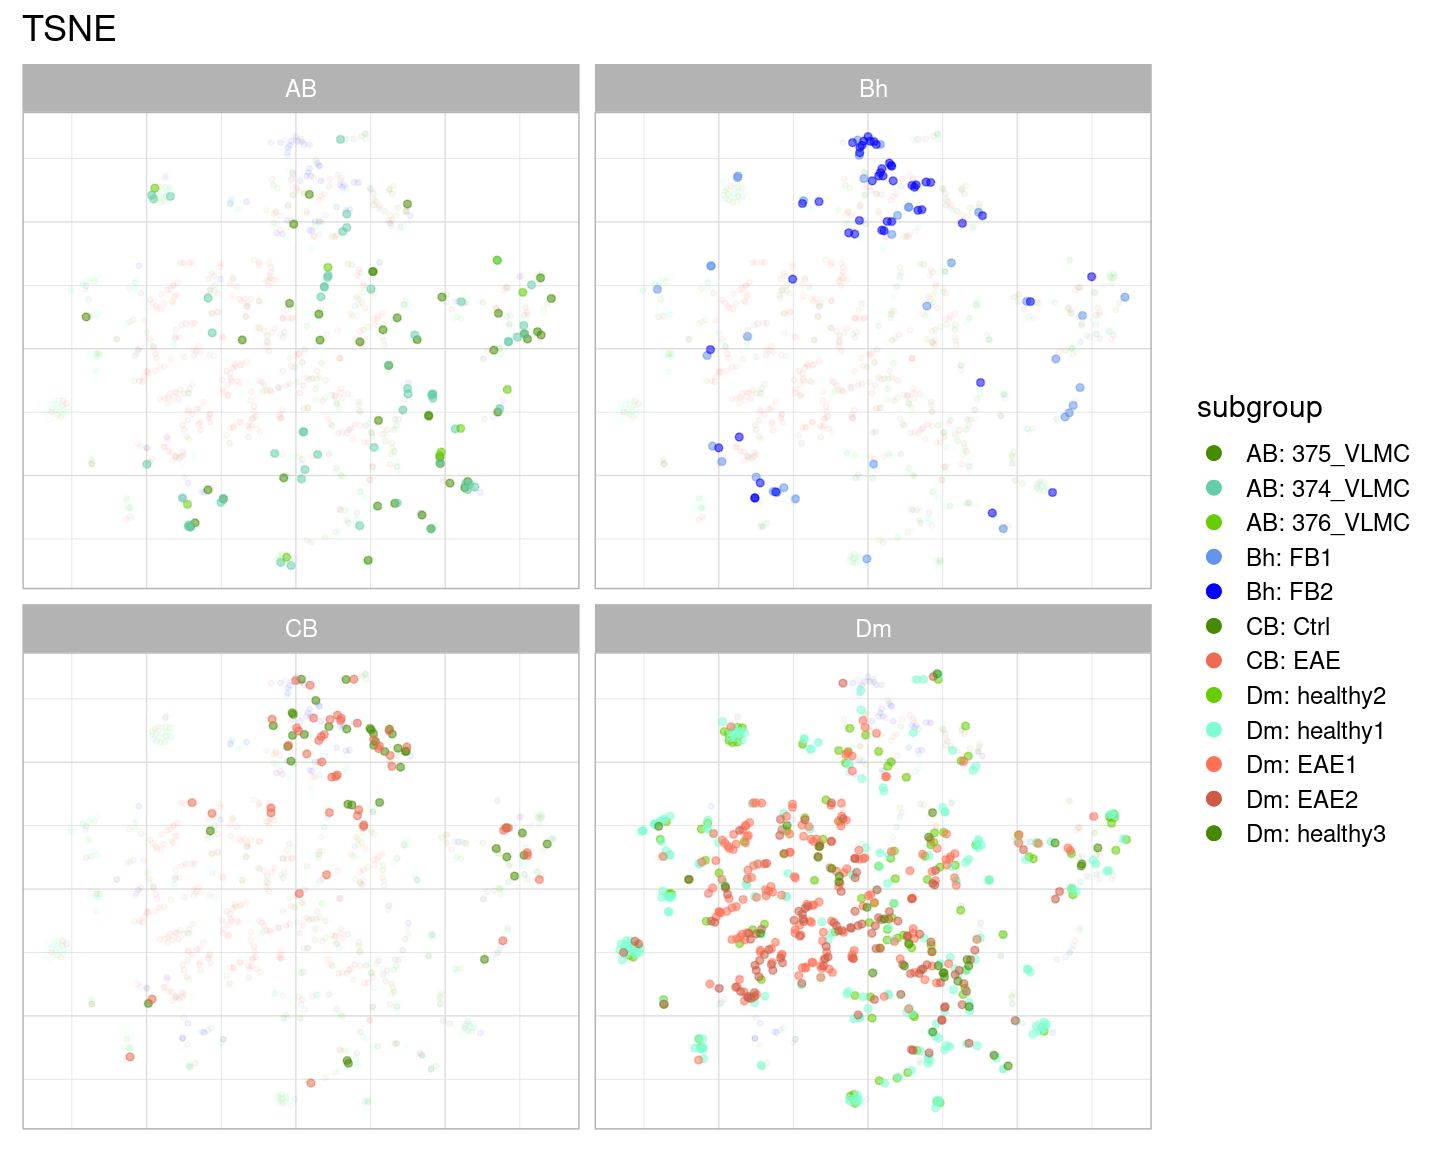 TSNE
AB
Bh
CB
Dm
subgroup
AB: 375_VLMC
AB: 374_VLMC
AB: 376_VLMC
Bh: FB1
Bh: FB2
CB: Ctrl
CB: EAE
Dm: healthy2
Dm: healthy1
Dm: EAE1
Dm: EAE2
Dm: healthy3